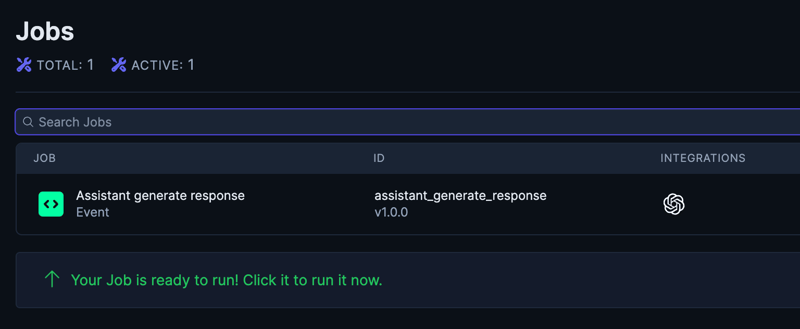 Jobs
TOTAL: 1 ACTIVE: 1
Search Jobs
JOB ID INTEGRATIONS
Assistant generate response assistant_generate_response
Event v1.0.0
Your Job is ready to run! Click it to run it now.